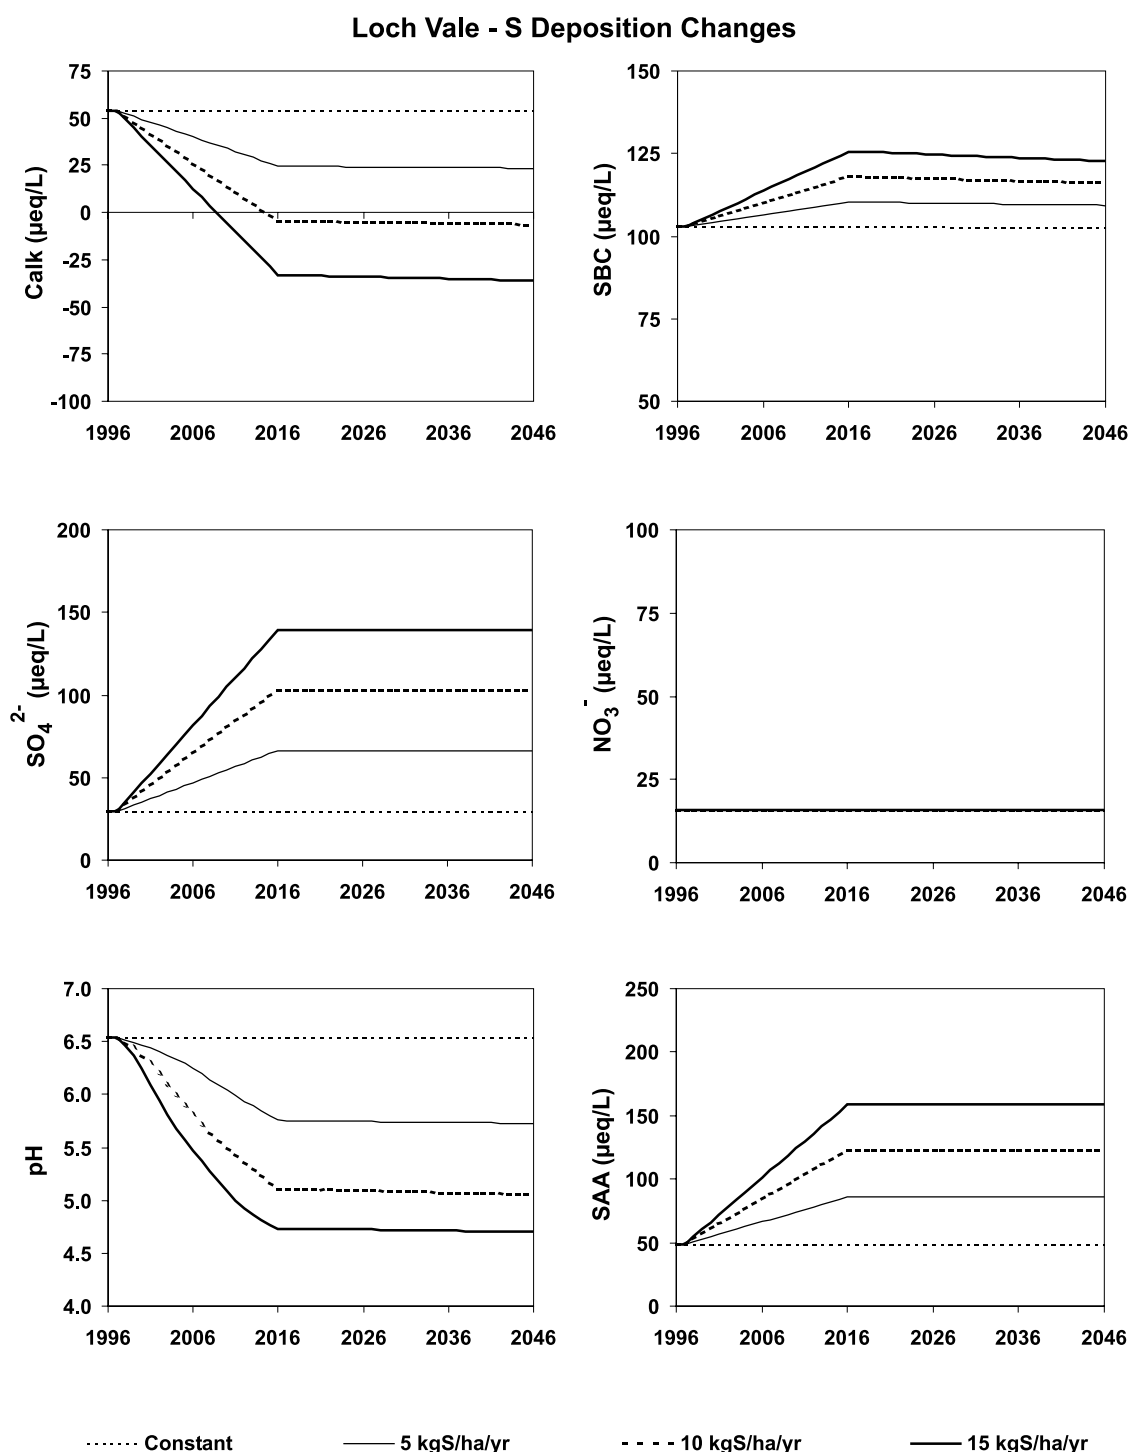 Loch Vale - S Deposition Changes
Calk (µeq/L)
75
50
25
0
-25
-50
-75
-100
1996 2006 2016 2026 2036 2046
SBC (µeq/L)
150
125
100
75
50
1996 2006 2016 2026 2036 2046
SO₄²⁻ (µeq/L)
200
150
100
50
0
1996 2006 2016 2026 2036 2046
NO₃⁻ (µeq/L)
100
75
50
25
0
1996 2006 2016 2026 2036 2046
pH
7.0
6.5
6.0
5.5
5.0
4.5
4.0
1996 2006 2016 2026 2036 2046
SAA (µeq/L)
250
200
150
100
50
0
1996 2006 2016 2026 2036 2046
Constant 5 kgS/ha/yr 10 kgS/ha/yr 15 kgS/ha/yr